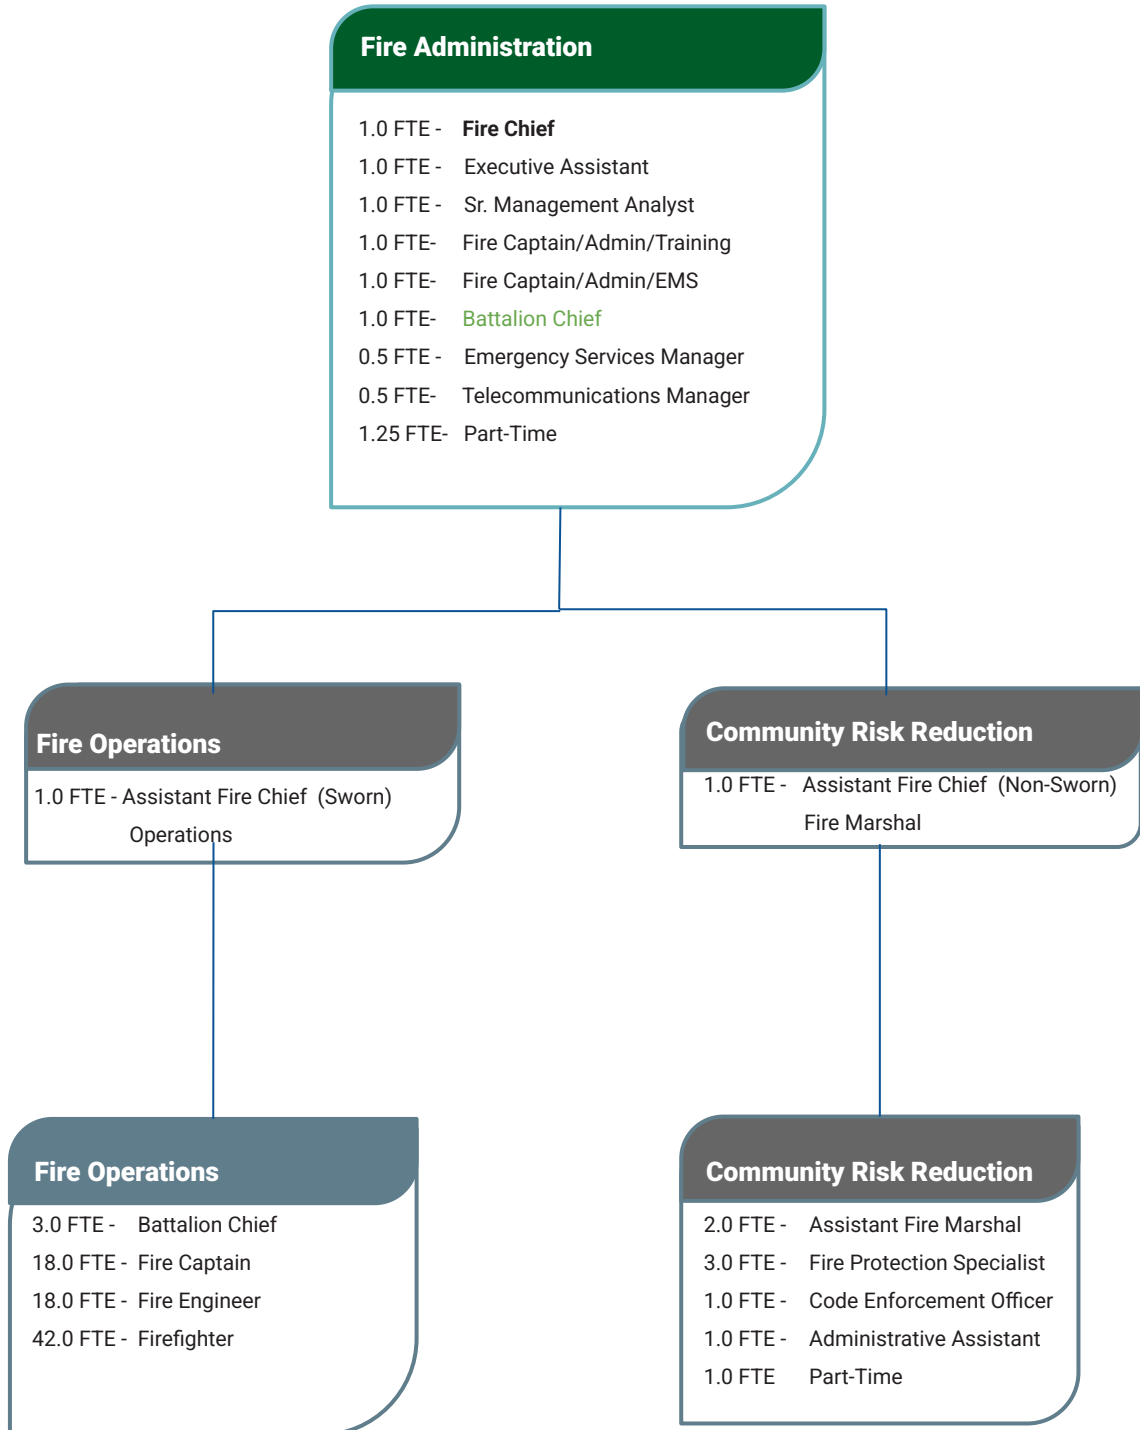 Fire Administration
1.0 FTE - Fire Chief
1.0 FTE - Executive Assistant
1.0 FTE - Sr. Management Analyst
1.0 FTE- Fire Captain/Admin/Training
1.0 FTE- Fire Captain/Admin/EMS
1.0 FTE- Battalion Chief
0.5 FTE - Emergency Services Manager
0.5 FTE- Telecommunications Manager
1.25 FTE- Part-Time
Fire Operations
1.0 FTE - Assistant Fire Chief (Sworn)
Operations
Community Risk Reduction
1.0 FTE - Assistant Fire Chief (Non-Sworn)
Fire Marshal
Fire Operations
3.0 FTE - Battalion Chief
18.0 FTE - Fire Captain
18.0 FTE - Fire Engineer
42.0 FTE - Firefighter
Community Risk Reduction
2.0 FTE - Assistant Fire Marshal
3.0 FTE - Fire Protection Specialist
1.0 FTE - Code Enforcement Officer
1.0 FTE - Administrative Assistant
1.0 FTE Part-Time